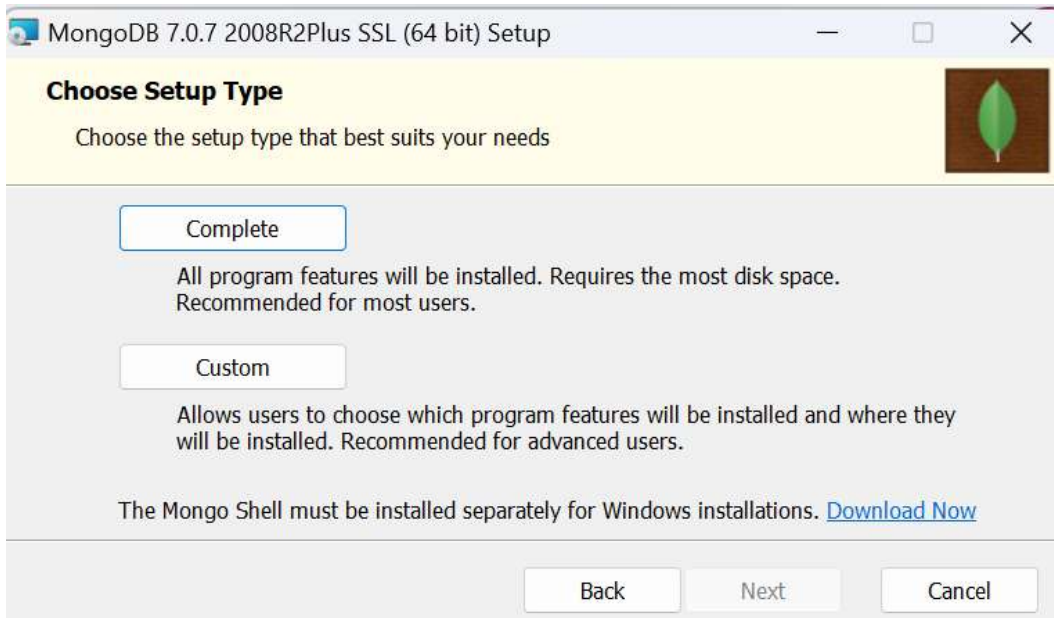 MongoDB 7.0.7 2008R2Plus SSL (64 bit) Setup
Choose Setup Type
Choose the setup type that best suits your needs
Complete
All program features will be installed. Requires the most disk space.
Recommended for most users.
Custom
Allows users to choose which program features will be installed and where they
will be installed. Recommended for advanced users.
The Mongo Shell must be installed separately for Windows installations. Download Now
Back Next Cancel